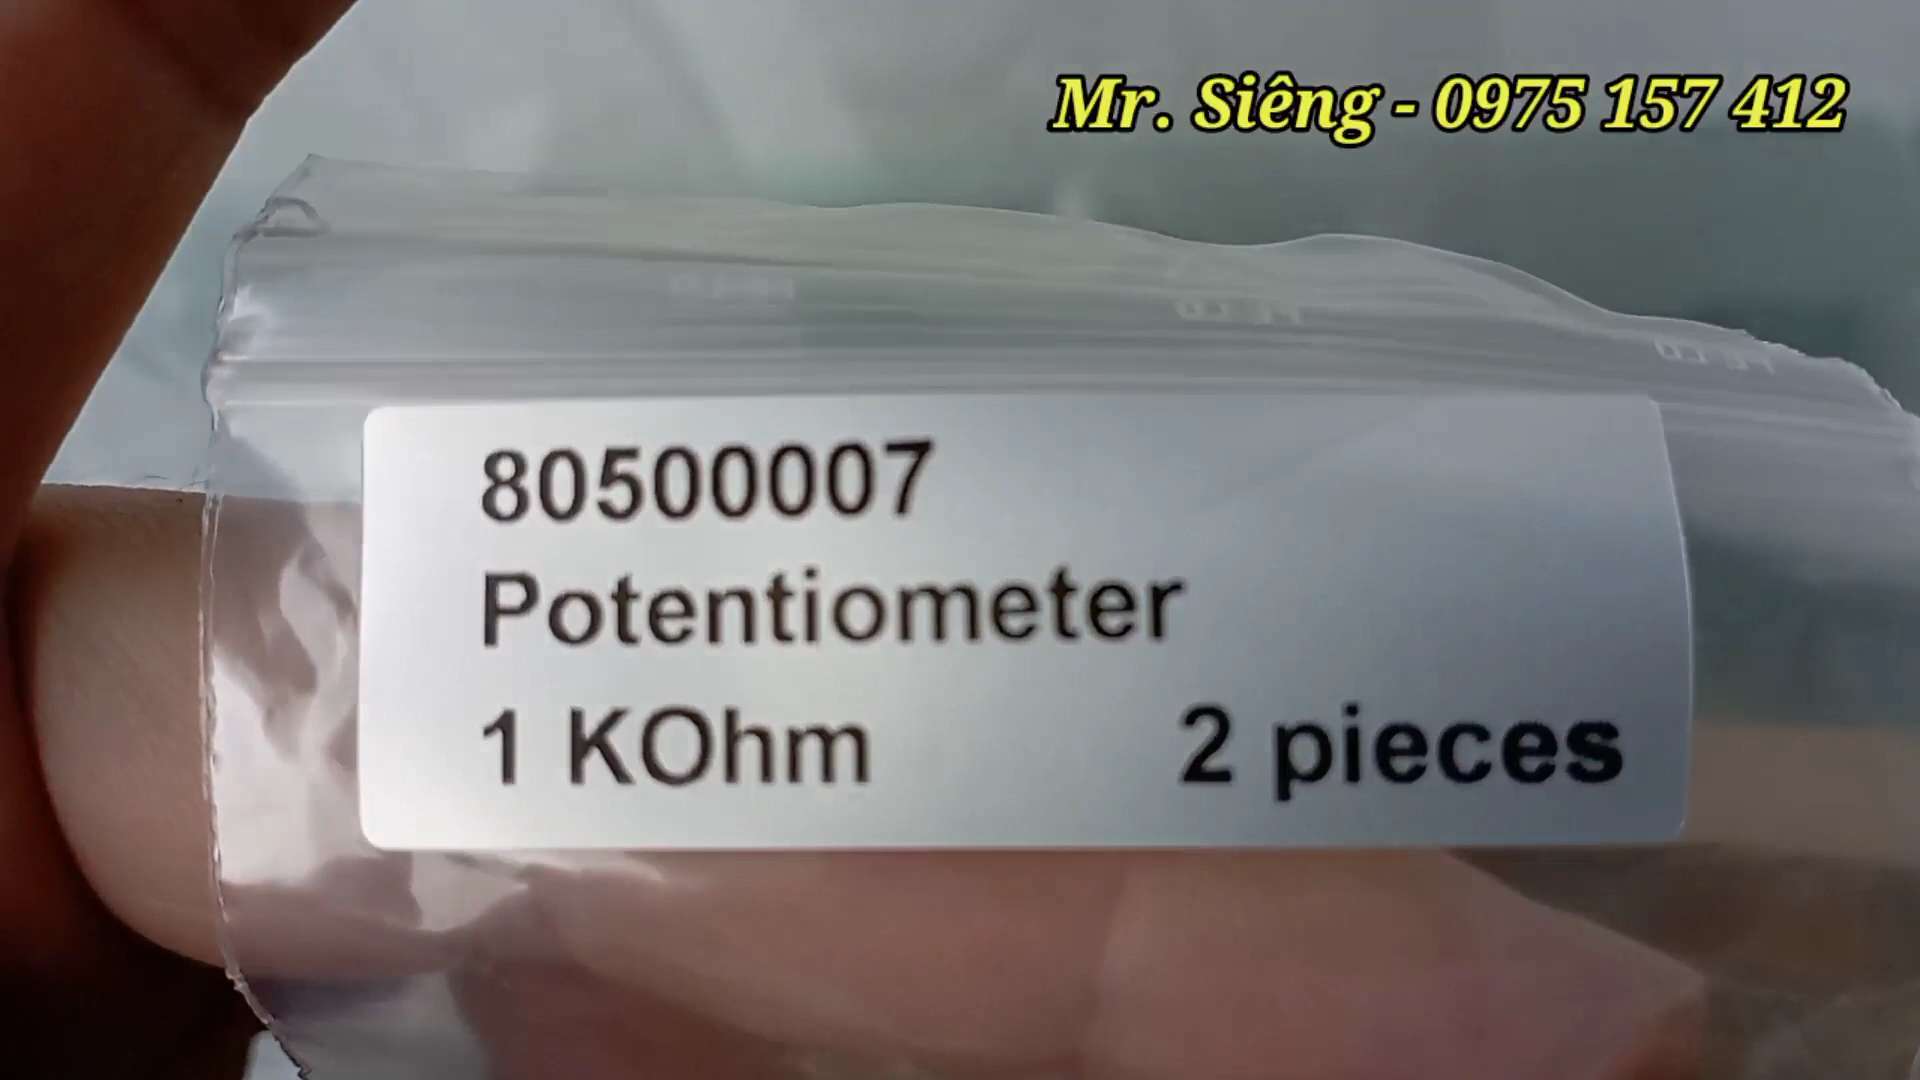 Mr. Siêng - 0975 157 412
80500007
Potentiometer
1 KOhm 2 pieces